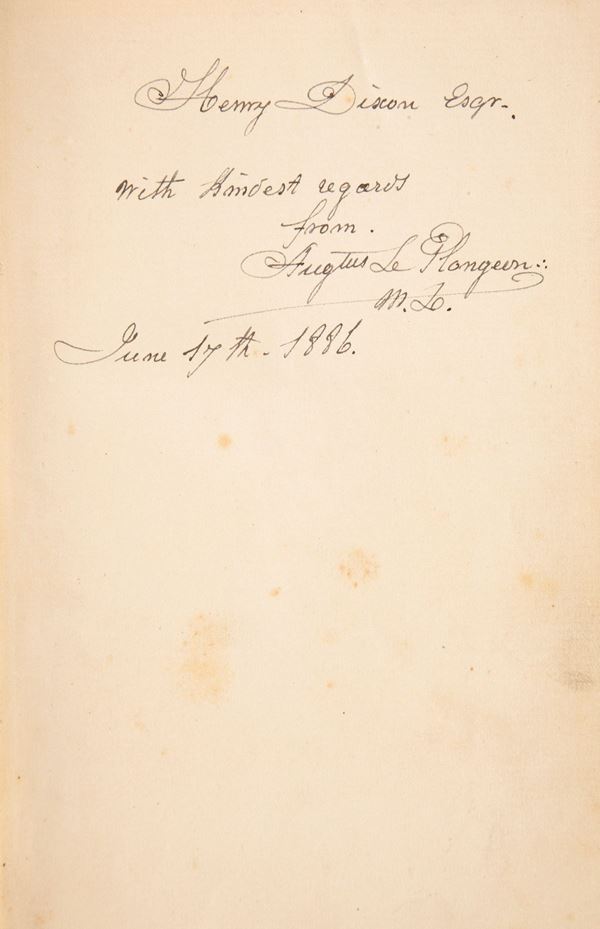 Henry Dixon Esqr.
With Kindest regards
from.
Augtus Le Plongeon∴
M. D.
June 17th - 1886.